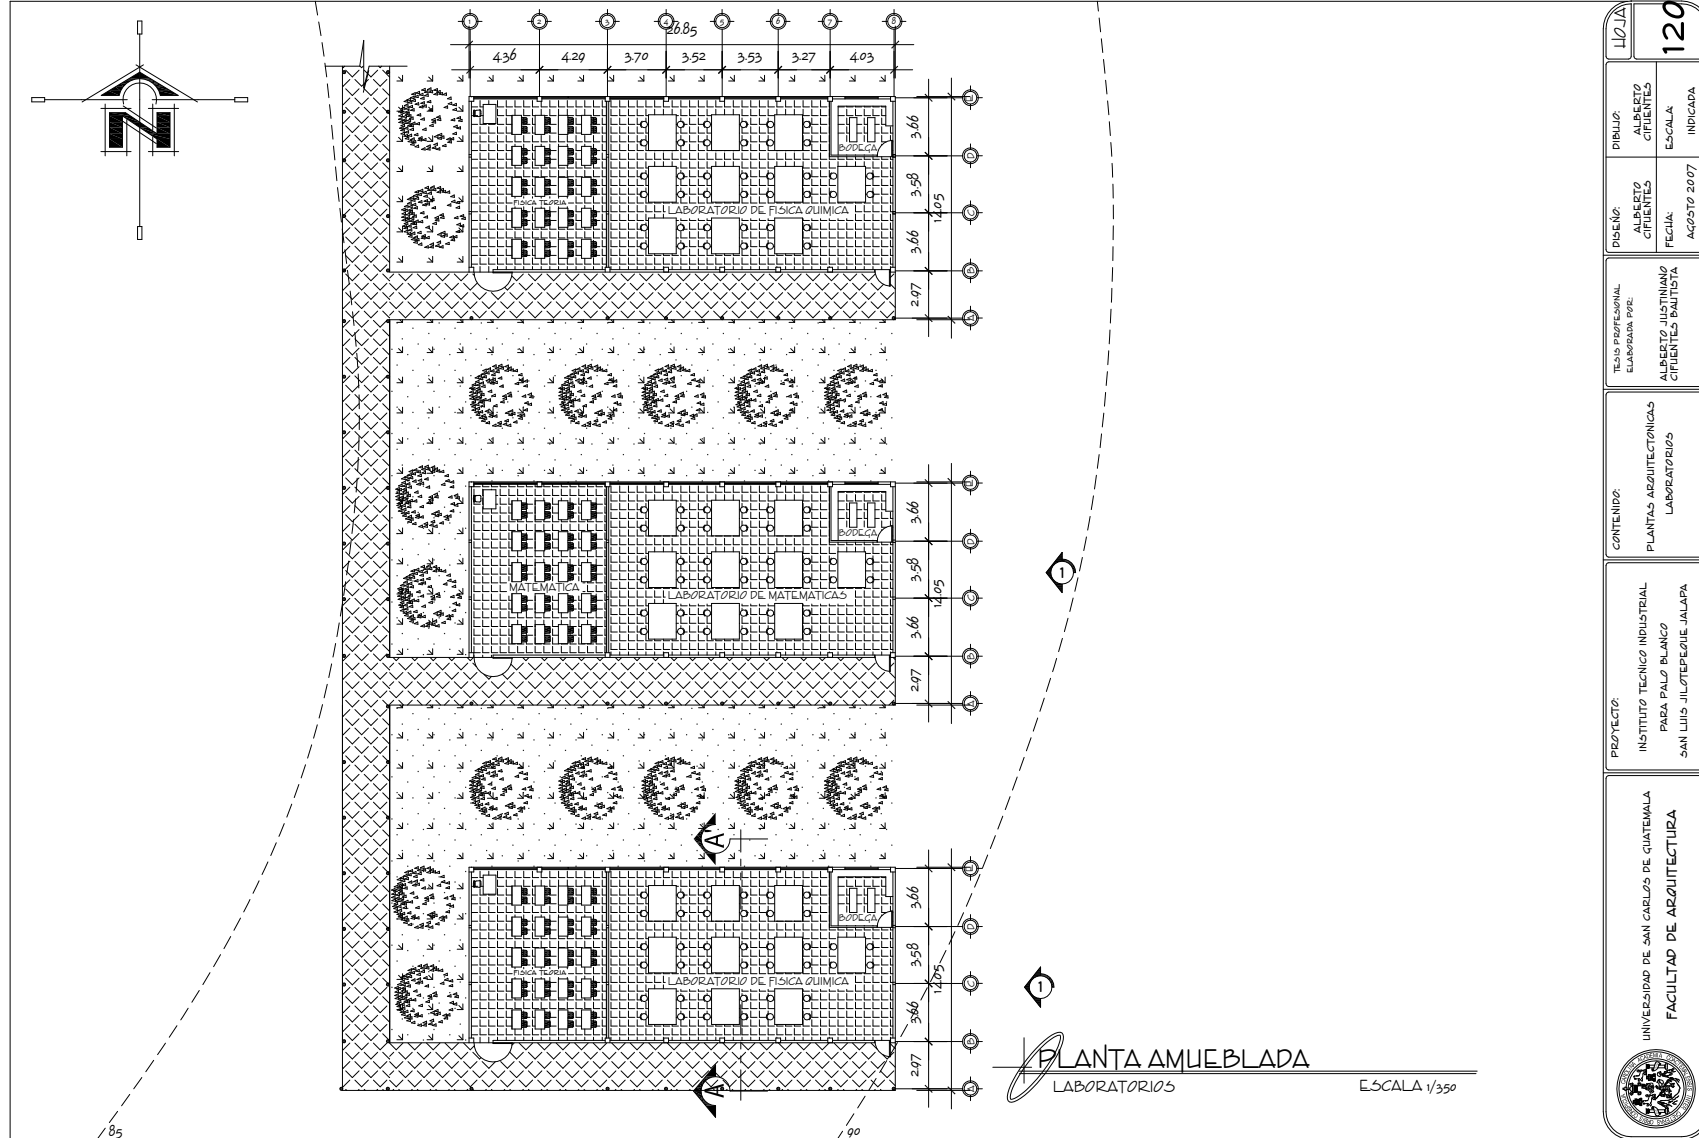 1 2 3 4 5 6 7 8
26.85
4.36 4.29 3.70 3.52 3.53 3.27 4.03
N
E
3.66
BODEGA
D
3.58
FISICA TEORIA
LABORATORIO DE FISICA QUIMICA
12.05
C
3.66
B
2.97
A
E
3.66
BODEGA
D
3.58
MATEMATICA
LABORATORIO DE MATEMATICAS
12.05
C
3.66
B
2.97
A
1
A'
E
3.66
BODEGA
D
3.58
FISICA TEORIA
LABORATORIO DE FISICA QUIMICA
12.05
C
3.66
B
2.97
A
1
A
85
90
PLANTA AMUEBLADA
LABORATORIOS
ESCALA 1/350
HOJA
120
DIBUJO:
ALBERTO
CIFUENTES
ESCALA:
INDICADA
DISEÑO:
ALBERTO
CIFUENTES
FECHA:
AGOSTO 2007
TESIS PROFESIONAL
ELABORADA POR:
ALBERTO JUSTINIANO
CIFUENTES BAUTISTA
CONTENIDO:
PLANTAS ARQUITECTONICAS
LABORATORIOS
PROYECTO:
INSTITUTO TECNICO INDUSTRIAL
PARA PALO BLANCO
SAN LUIS JILOTEPEQUE JALAPA
UNIVERSIDAD DE SAN CARLOS DE GUATEMALA
FACULTAD DE ARQUITECTURA